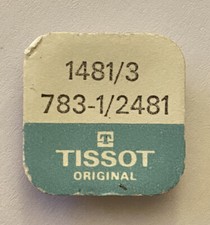 1481/3
783-1/2481
T
TISSOT
ORIGINAL